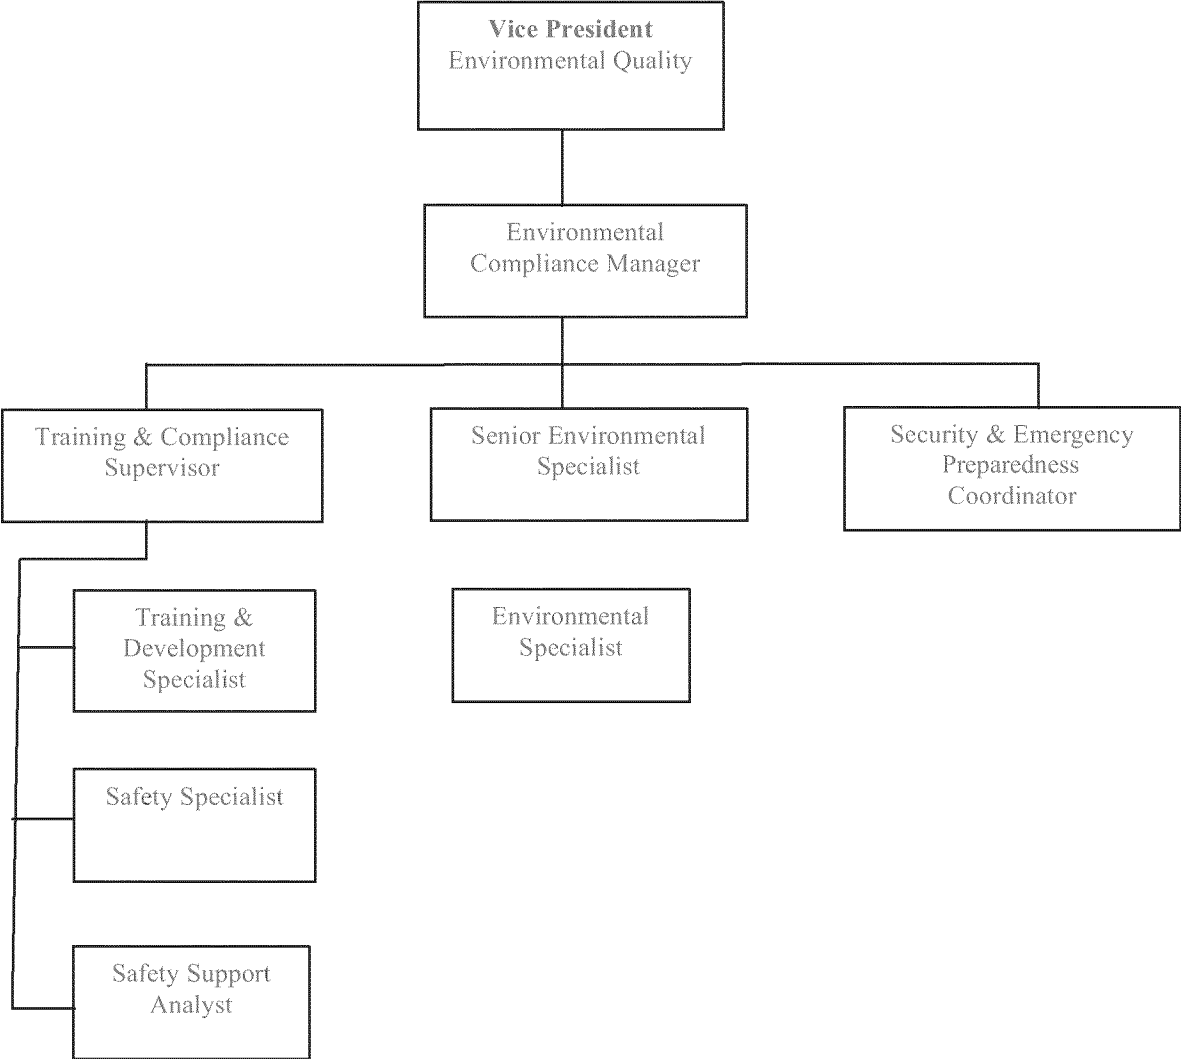 Vice President
Environmental Quality
Environmental
Compliance Manager
Training & Compliance
Supervisor
Senior Environmental
Specialist
Security & Emergency
Preparedness
Coordinator
Training &
Development
Specialist
Environmental
Specialist
Safety Specialist
Safety Support
Analyst